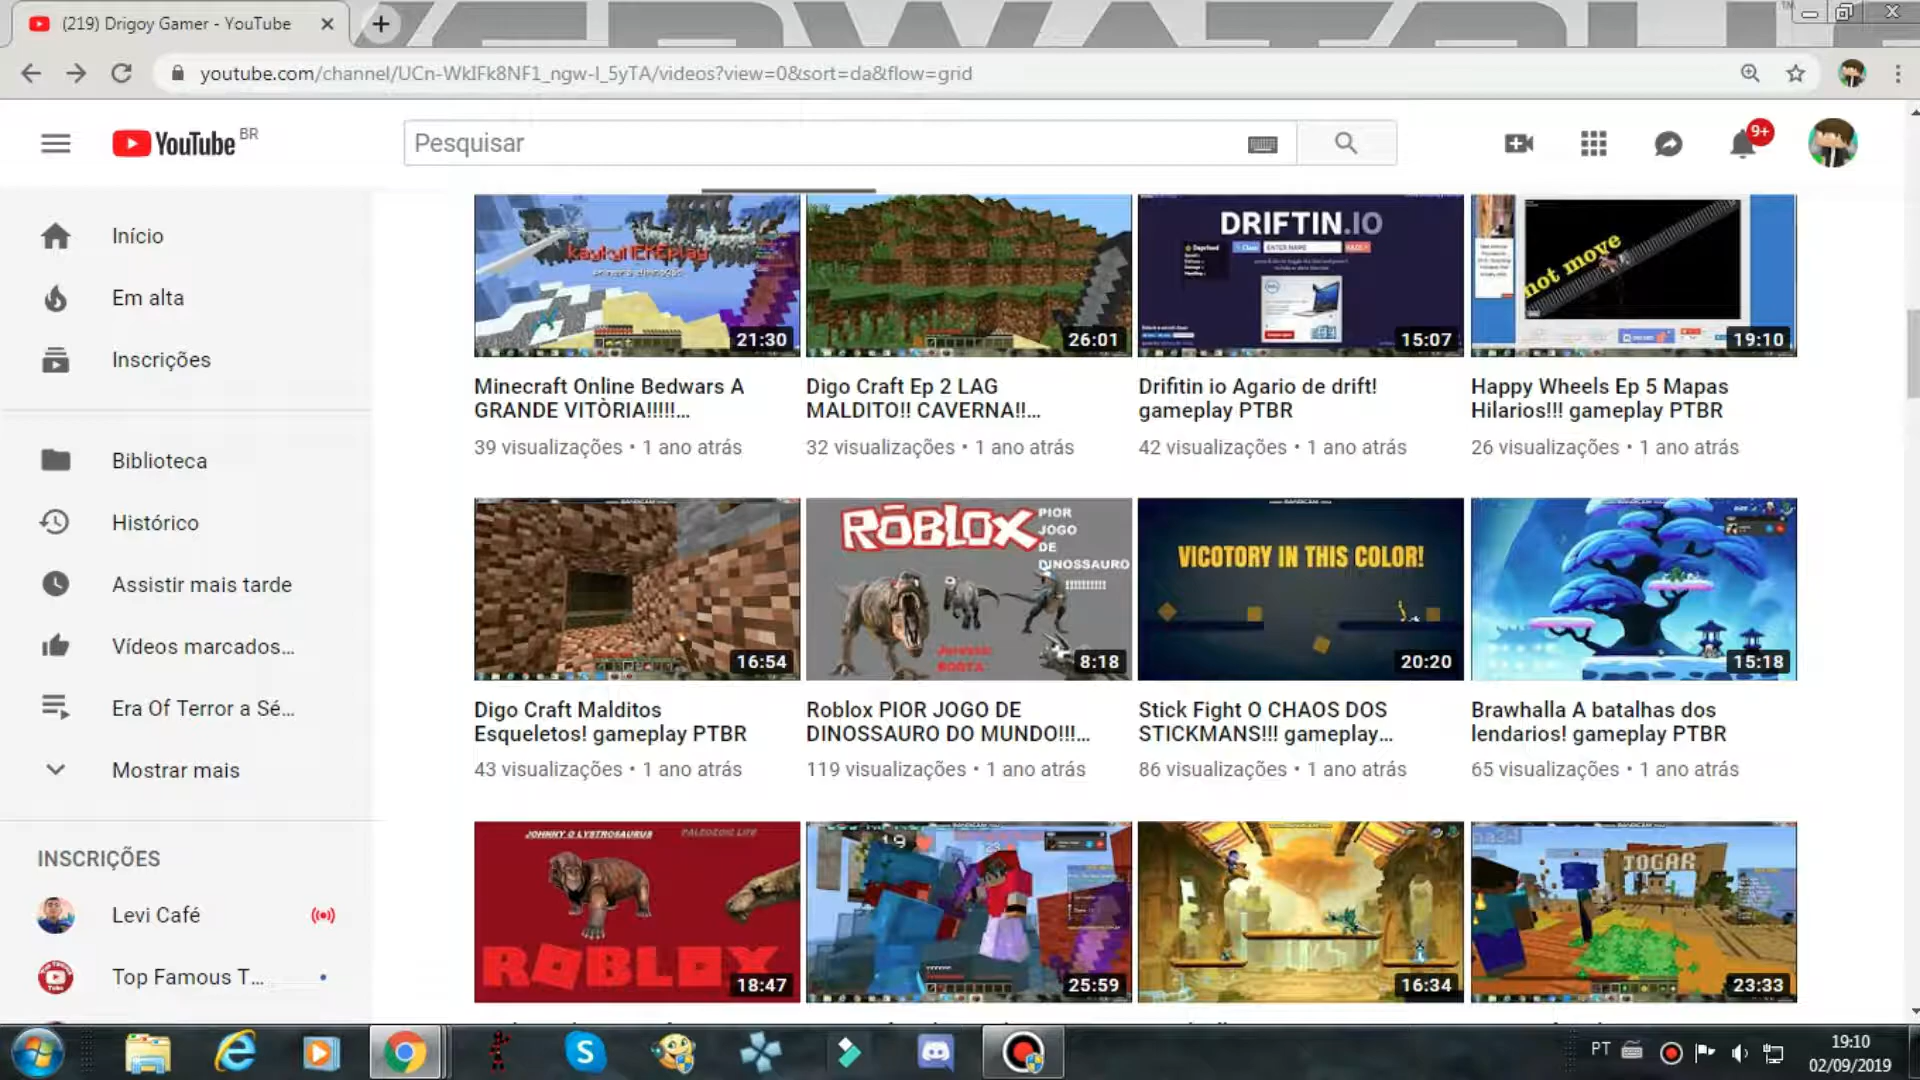 (219) Drigoy Gamer - YouTube
youtube.com/channel/UCn-WkIFk8NF1_ngw-l_5yTA/videos?view=0&sort=da&flow=grid
YouTube BR
Pesquisar
9+
Início
Em alta
Inscrições
Biblioteca
Histórico
Assistir mais tarde
Vídeos marcados...
Era Of Terror a Sé...
Mostrar mais
INSCRIÇÕES
Levi Café
Top Famous T...
21:30
26:01
DRIFTIN.IO
ENTER NAME
15:07
not move
19:10
Minecraft Online Bedwars A
GRANDE VITÒRIA!!!!!...
39 visualizações • 1 ano atrás
Digo Craft Ep 2 LAG
MALDITO!! CAVERNA!!...
32 visualizações • 1 ano atrás
Drifitin io Agario de drift!
gameplay PTBR
42 visualizações • 1 ano atrás
Happy Wheels Ep 5 Mapas
Hilarios!!! gameplay PTBR
26 visualizações • 1 ano atrás
16:54
ROBLOX
PIOR
JOGO
DE
DINOSSAURO
!!!!!!!!!!
8:18
VICOTORY IN THIS COLOR!
20:20
15:18
Digo Craft Malditos
Esqueletos! gameplay PTBR
43 visualizações • 1 ano atrás
Roblox PIOR JOGO DE
DINOSSAURO DO MUNDO!!!...
119 visualizações • 1 ano atrás
Stick Fight O CHAOS DOS
STICKMANS!!! gameplay...
86 visualizações • 1 ano atrás
Brawhalla A batalhas dos
lendarios! gameplay PTBR
65 visualizações • 1 ano atrás
JOHNNY O LYSTROSAURUS
PALEOZOIC LIFE
ROBLOX
18:47
25:59
16:34
JOGAR
23:33
PT
19:10
02/09/2019